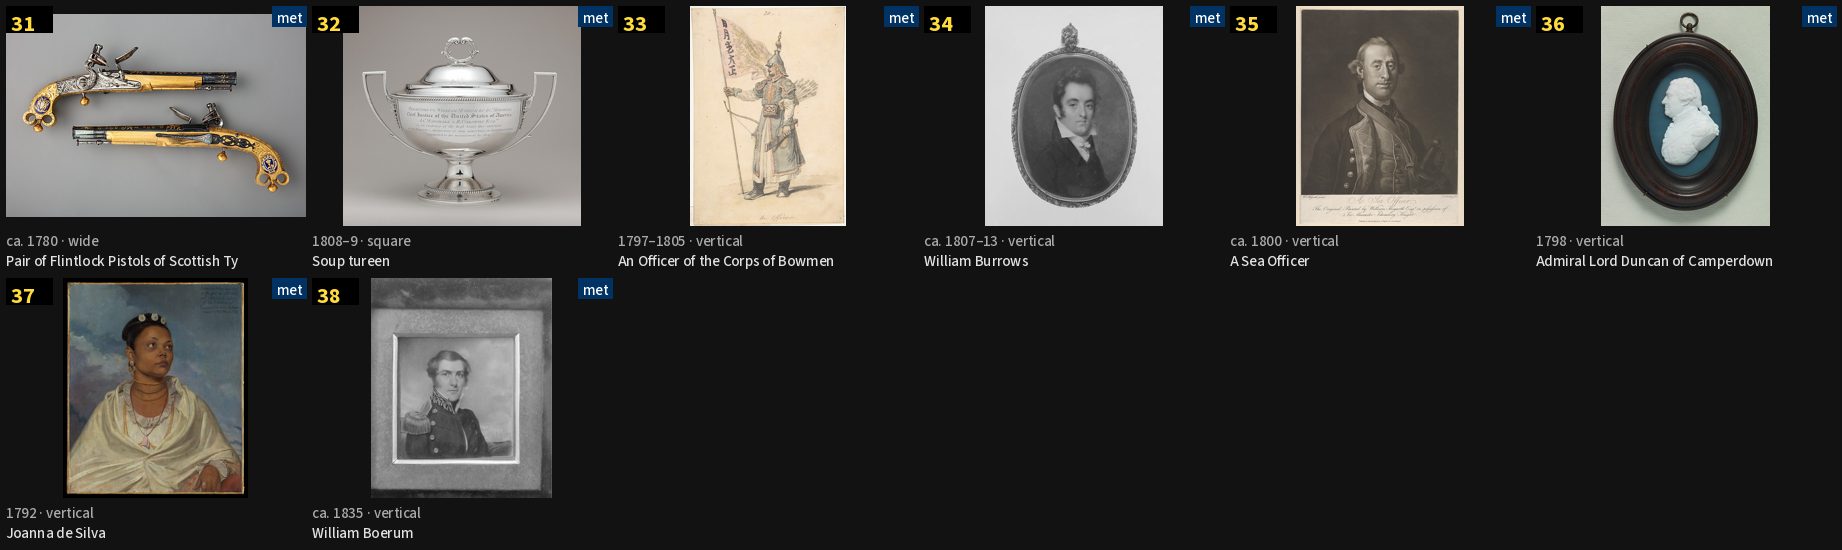 31
met
ca. 1780 · wide
Pair of Flintlock Pistols of Scottish Ty
32
met
1808–9 · square
Soup tureen
33
met
1797–1805 · vertical
An Officer of the Corps of Bowmen
34
met
ca. 1807–13 · vertical
William Burrows
35
A Sea Officer
met
ca. 1800 · vertical
A Sea Officer
36
met
1798 · vertical
Admiral Lord Duncan of Camperdown
37
met
1792 · vertical
Joanna de Silva
38
met
ca. 1835 · vertical
William Boerum